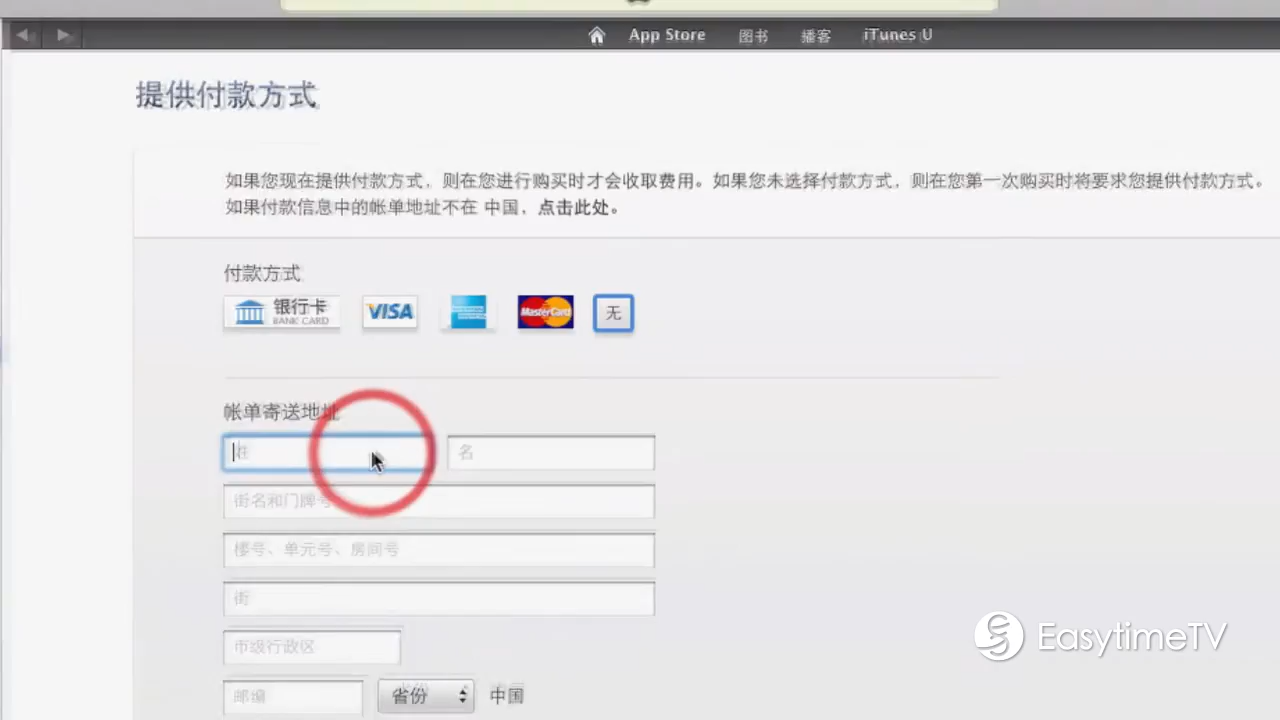 App Store 图书 播客 iTunes U
提供付款方式
如果您现在提供付款方式，则在您进行购买时才会收取费用。如果您未选择付款方式，则在您第一次购买时将要求您提供付款方式。
如果付款信息中的帐单地址不在 中国，点击此处。
付款方式
银行卡 BANK CARD VISA MasterCard 无
帐单寄送地址
姓 名
街名和门牌号
楼号、单元号、房间号
街
市级行政区
邮编 省份 中国
EasytimeTV